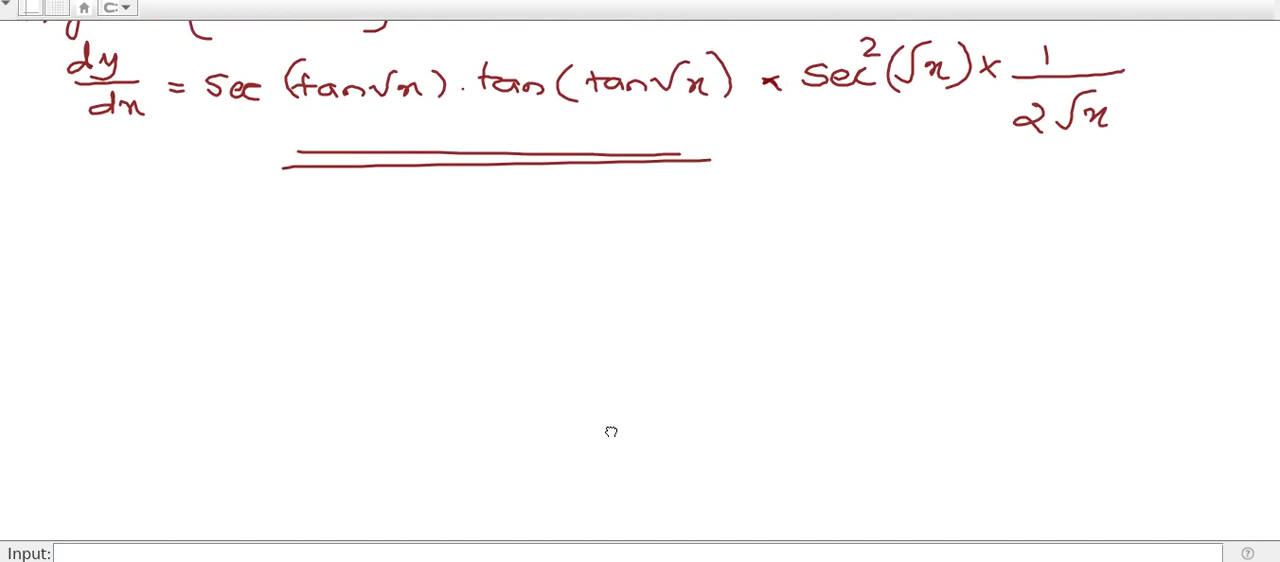 dy/dx = sec (tan√x) . tan (tan√x) × sec²(√x) × 1/2√x
Input: